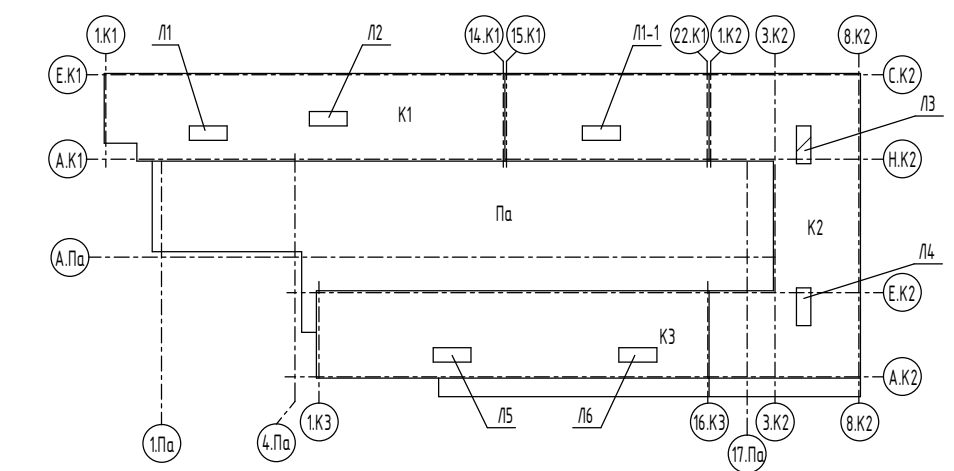 1.К1 Л1 Л2 14.К1 15.К1 Л1-1 22.К1 1.К2 3.К2 8.К2
Е.К1 С.К2
К1 Л3
А.К1 Н.К2
Па К2
А.Па Л4
Е.К2
К3
А.К2
1.Па 4.Па 1.К3 Л5 Л6 16.К3 3.К2 8.К2
17.Па